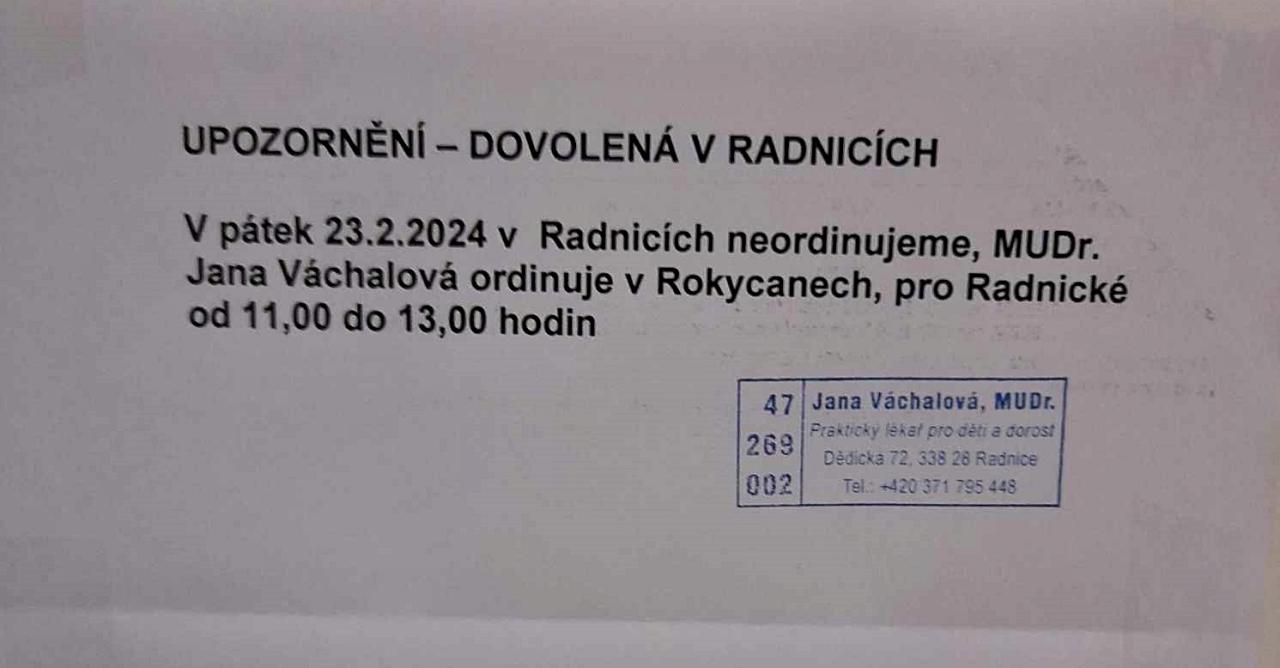 UPOZORNĚNÍ – DOVOLENÁ V RADNICÍCH
V pátek 23.2.2024 v Radnicích neordinujeme, MUDr.
Jana Váchalová ordinuje v Rokycanech, pro Radnické
od 11,00 do 13,00 hodin
47
269
002
Jana Váchalová, MUDr.
Praktický lékař pro děti a dorost
Dědická 72, 338 28 Radnice
Tel.: +420 371 795 448